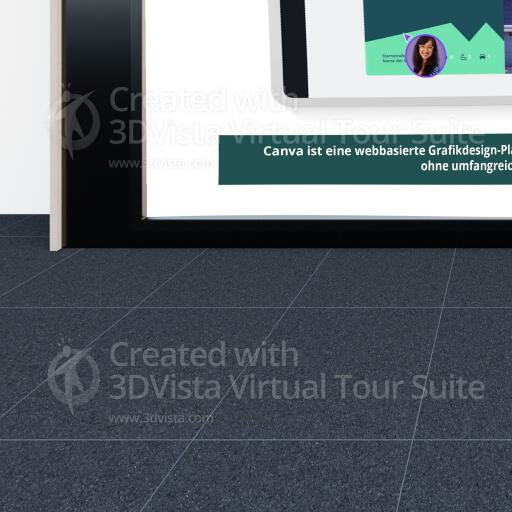 Created with
3DVista Virtual Tour Suite
www.3dvista.com
Canva ist eine webbasierte Grafikdesign-Pla
ohne umfangreic
Created with
3DVista Virtual Tour Suite
www.3dvista.com